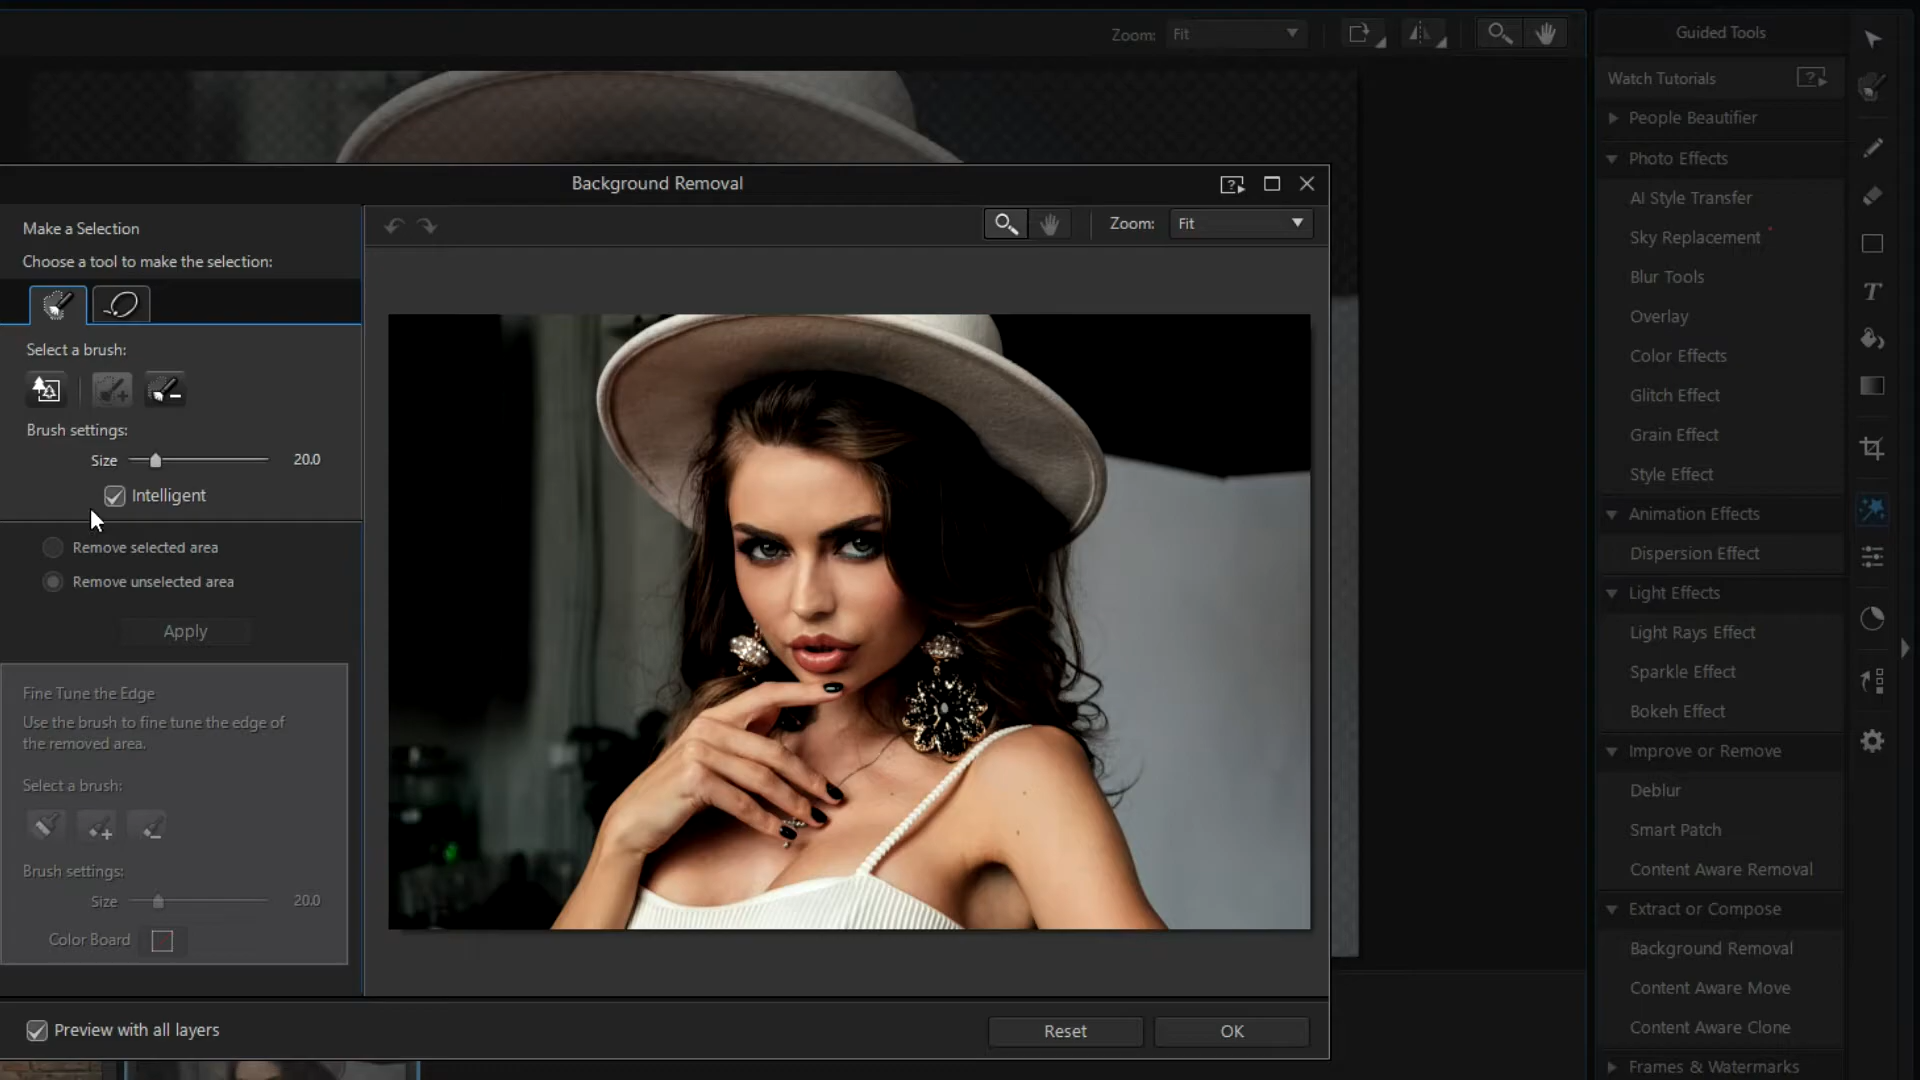 Zoom:
Fit
Guided Tools
Watch Tutorials
People Beautifier
Photo Effects
AI Style Transfer
Sky Replacement
Blur Tools
Overlay
Color Effects
Glitch Effect
Grain Effect
Style Effect
Animation Effects
Dispersion Effect
Light Effects
Light Rays Effect
Sparkle Effect
Bokeh Effect
Improve or Remove
Deblur
Smart Patch
Content Aware Removal
Extract or Compose
Background Removal
Content Aware Move
Content Aware Clone
Frames & Watermarks
Background Removal
Make a Selection
Choose a tool to make the selection:
Select a brush:
Brush settings:
Size 20.0
Intelligent
Remove selected area
Remove unselected area
Apply
Fine Tune the Edge
Use the brush to fine tune the edge of
the removed area.
Select a brush:
Brush settings:
Size 20.0
Color Board
Zoom: Fit
Preview with all layers
Reset
OK